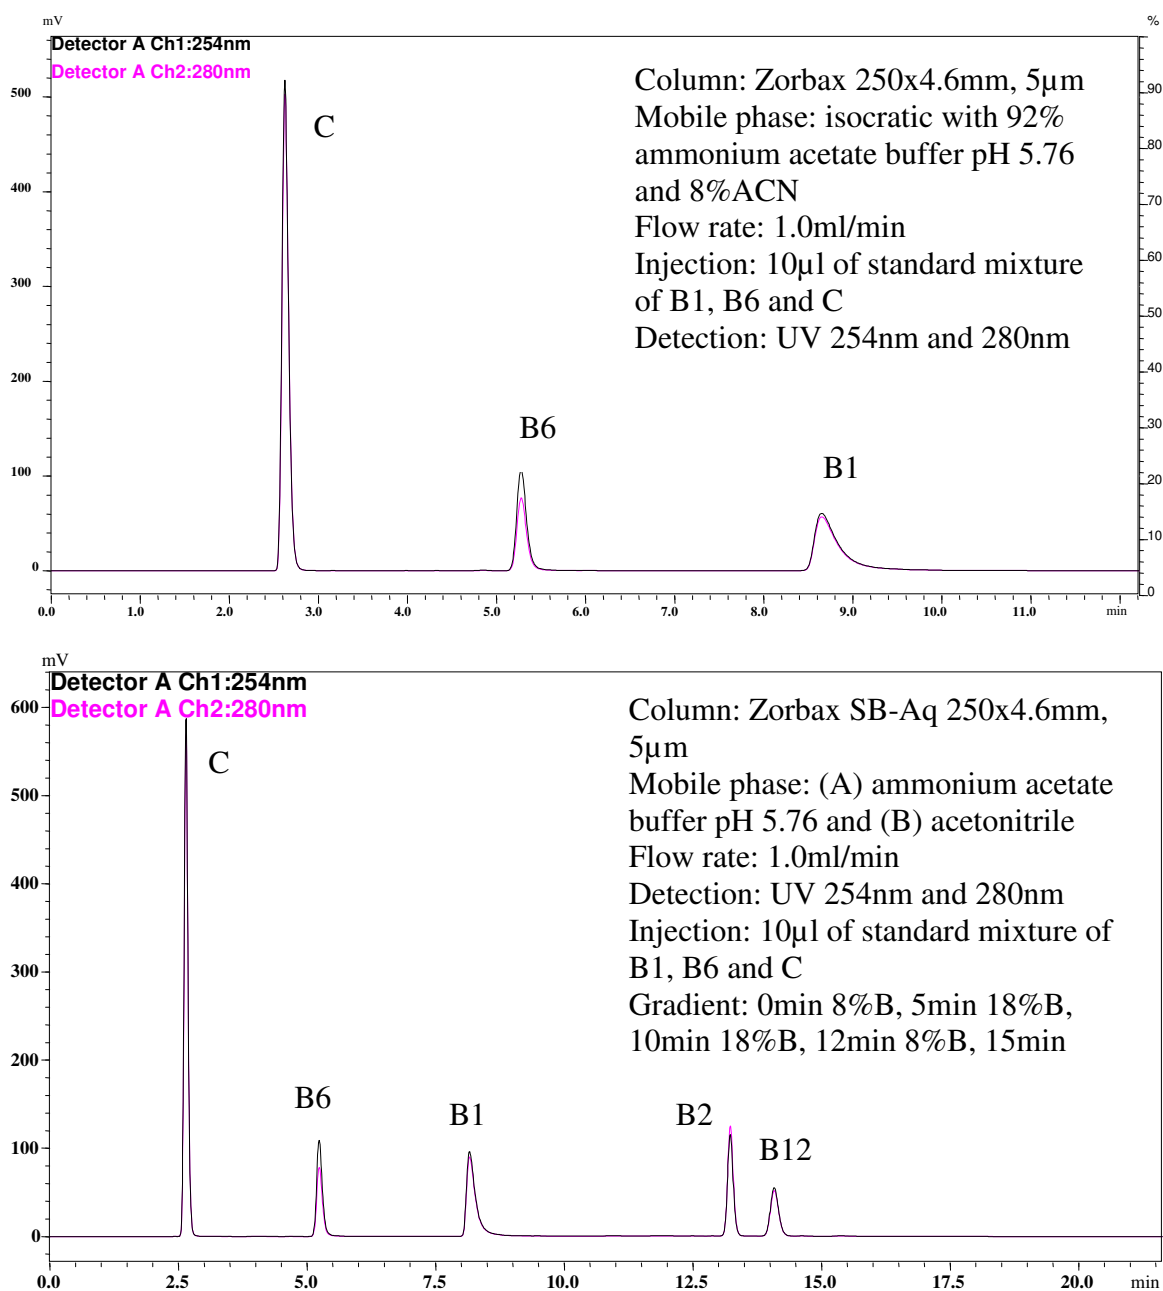 mV
%
Detector A Ch1:254nm
Detector A Ch2:280nm
Column: Zorbax 250x4.6mm, 5µm
Mobile phase: isocratic with 92%
ammonium acetate buffer pH 5.76
and 8%ACN
Flow rate: 1.0ml/min
Injection: 10µl of standard mixture
of B1, B6 and C
Detection: UV 254nm and 280nm
C
B6
B1
500
400
300
200
100
0
90
80
70
60
50
40
30
20
10
0
0.0 1.0 2.0 3.0 4.0 5.0 6.0 7.0 8.0 9.0 10.0 11.0 min
mV
Detector A Ch1:254nm
Detector A Ch2:280nm
Column: Zorbax SB-Aq 250x4.6mm,
5µm
Mobile phase: (A) ammonium acetate
buffer pH 5.76 and (B) acetonitrile
Flow rate: 1.0ml/min
Detection: UV 254nm and 280nm
Injection: 10µl of standard mixture of
B1, B6 and C
Gradient: 0min 8%B, 5min 18%B,
10min 18%B, 12min 8%B, 15min
C
B6
B1
B2
B12
600
500
400
300
200
100
0
0.0 2.5 5.0 7.5 10.0 12.5 15.0 17.5 20.0 min